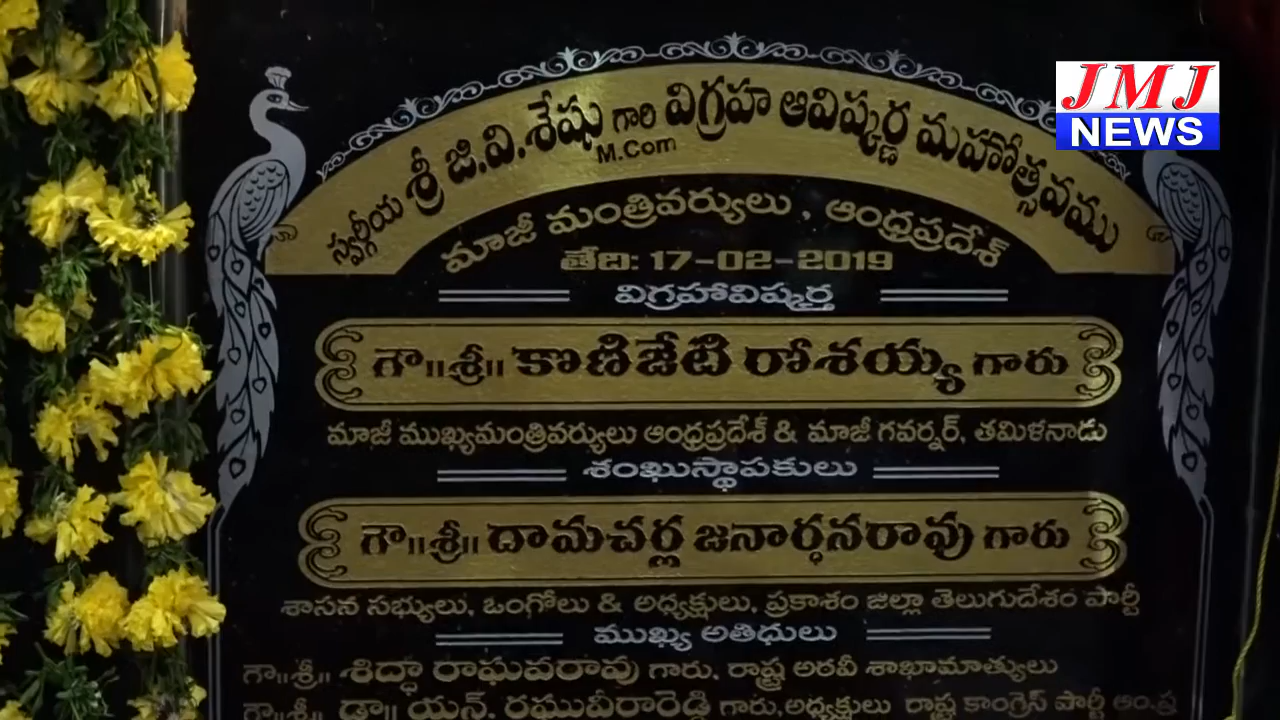 JMJ
NEWS
స్వర్గీయ శ్రీ జి.వి.శేషు గారి విగ్రహ ఆవిష్కర్ణ మహోత్సవము
M.Com
మాజీ మంత్రివర్యులు, ఆంధ్రప్రదేశ్
తేది: 17-02-2019
విగ్రహావిష్కర్త
గౌ॥శ్రీ॥ కొణిజేటి రోశయ్య గారు
మాజీ ముఖ్యమంత్రివర్యులు ఆంధ్రప్రదేశ్ & మాజీ గవర్నర్, తమిళనాడు
శంఖుస్థాపకులు
గౌ॥శ్రీ॥ దామచర్ల జనార్ధనరావు గారు
శాసన సభ్యులు, ఒంగోలు & అధ్యక్షులు, ప్రకాశం జిల్లా తెలుగుదేశం పార్టీ
ముఖ్య అతిధులు
గౌ॥శ్రీ॥ శిద్ధా రాఘవరావు గారు. రాష్ట్ర అటవీ శాఖామాత్యులు
గౌ॥శ్రీ॥ డా॥ యన్. రఘువీరారెడ్డి గారు,అధ్యక్షులు రాష్ట్ర కాంగ్రెస్ పార్టీ ఆం.ప్ర